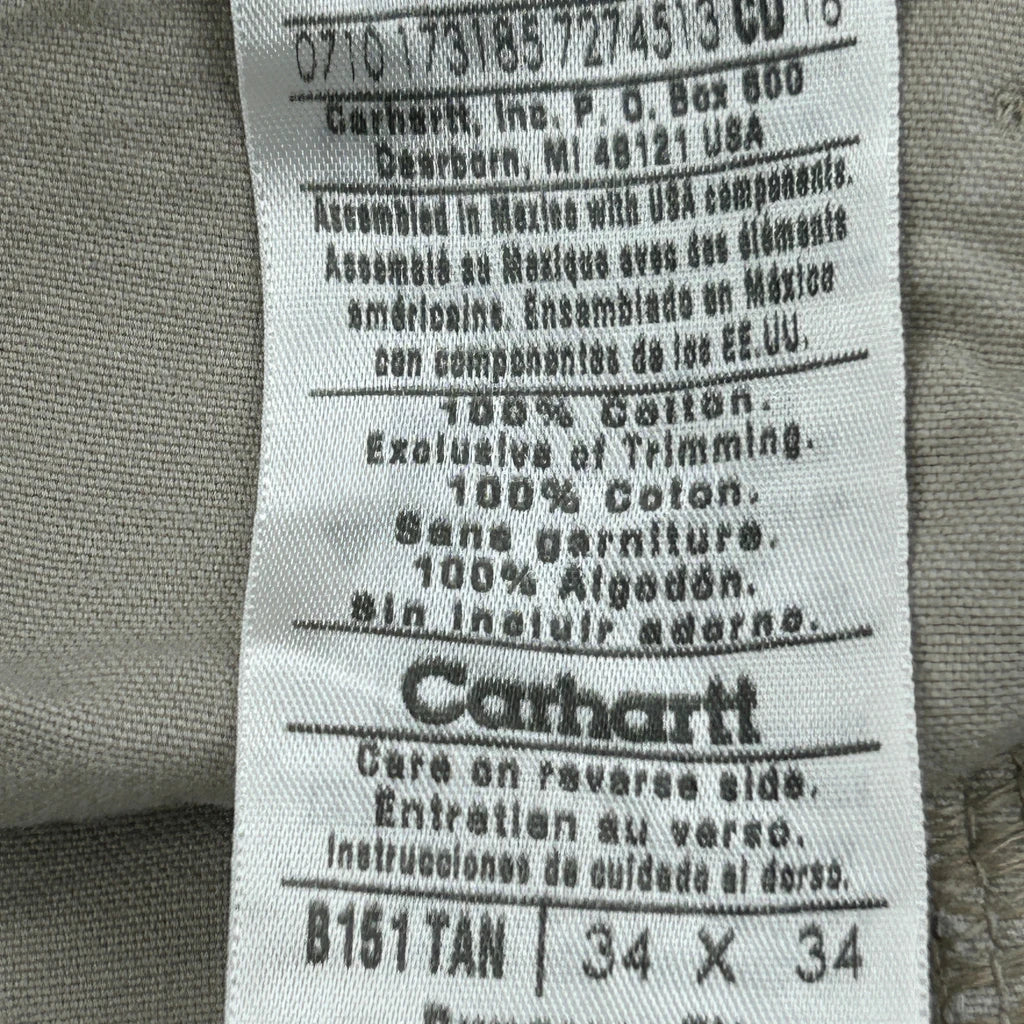 0710 173185 7274513 CD 16
Carhartt, Inc. P. O. Box 600
Dearborn, MI 48121 USA
Assembled in Mexico with USA components.
Assemblé au Mexique avec des éléments
américains. Ensamblado en México
con componentes de los EE.UU.
100% Cotton.
Exclusive of Trimming.
100% Coton.
Sans garniture.
100% Algodón.
sin incluir adorno.
Carhartt
Care on reverse side.
Entretien au verso.
Instrucciones de cuidado al dorso.
B151 TAN 34 X 34